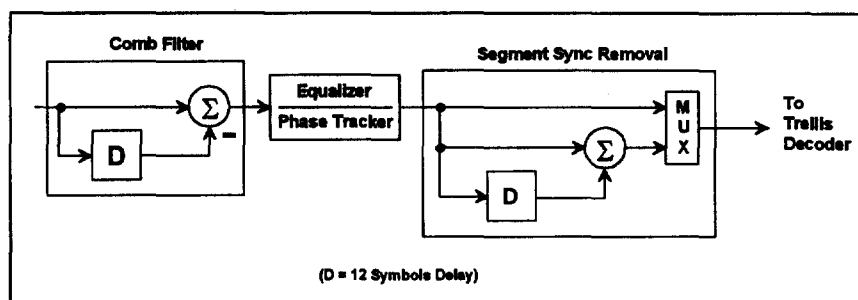 Comb Filter
Σ
−
D
Equalizer
Phase Tracker
Segment Sync Removal
Σ
D
M
U
X
To
Trellis
Decoder
(D = 12 Symbols Delay)